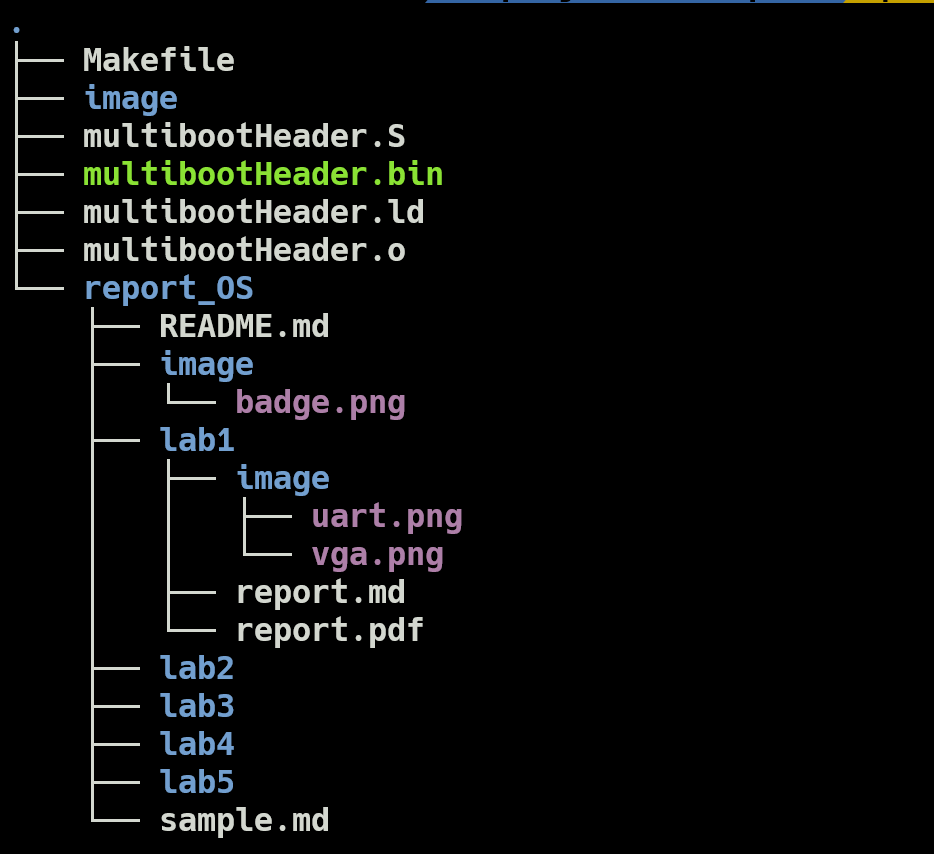 .
├── Makefile
├── image
├── multibootHeader.S
├── multibootHeader.bin
├── multibootHeader.ld
├── multibootHeader.o
└── report_OS
    ├── README.md
    ├── image
    │   └── badge.png
    ├── lab1
    │   ├── image
    │   │   ├── uart.png
    │   │   └── vga.png
    │   ├── report.md
    │   └── report.pdf
    ├── lab2
    ├── lab3
    ├── lab4
    ├── lab5
    └── sample.md